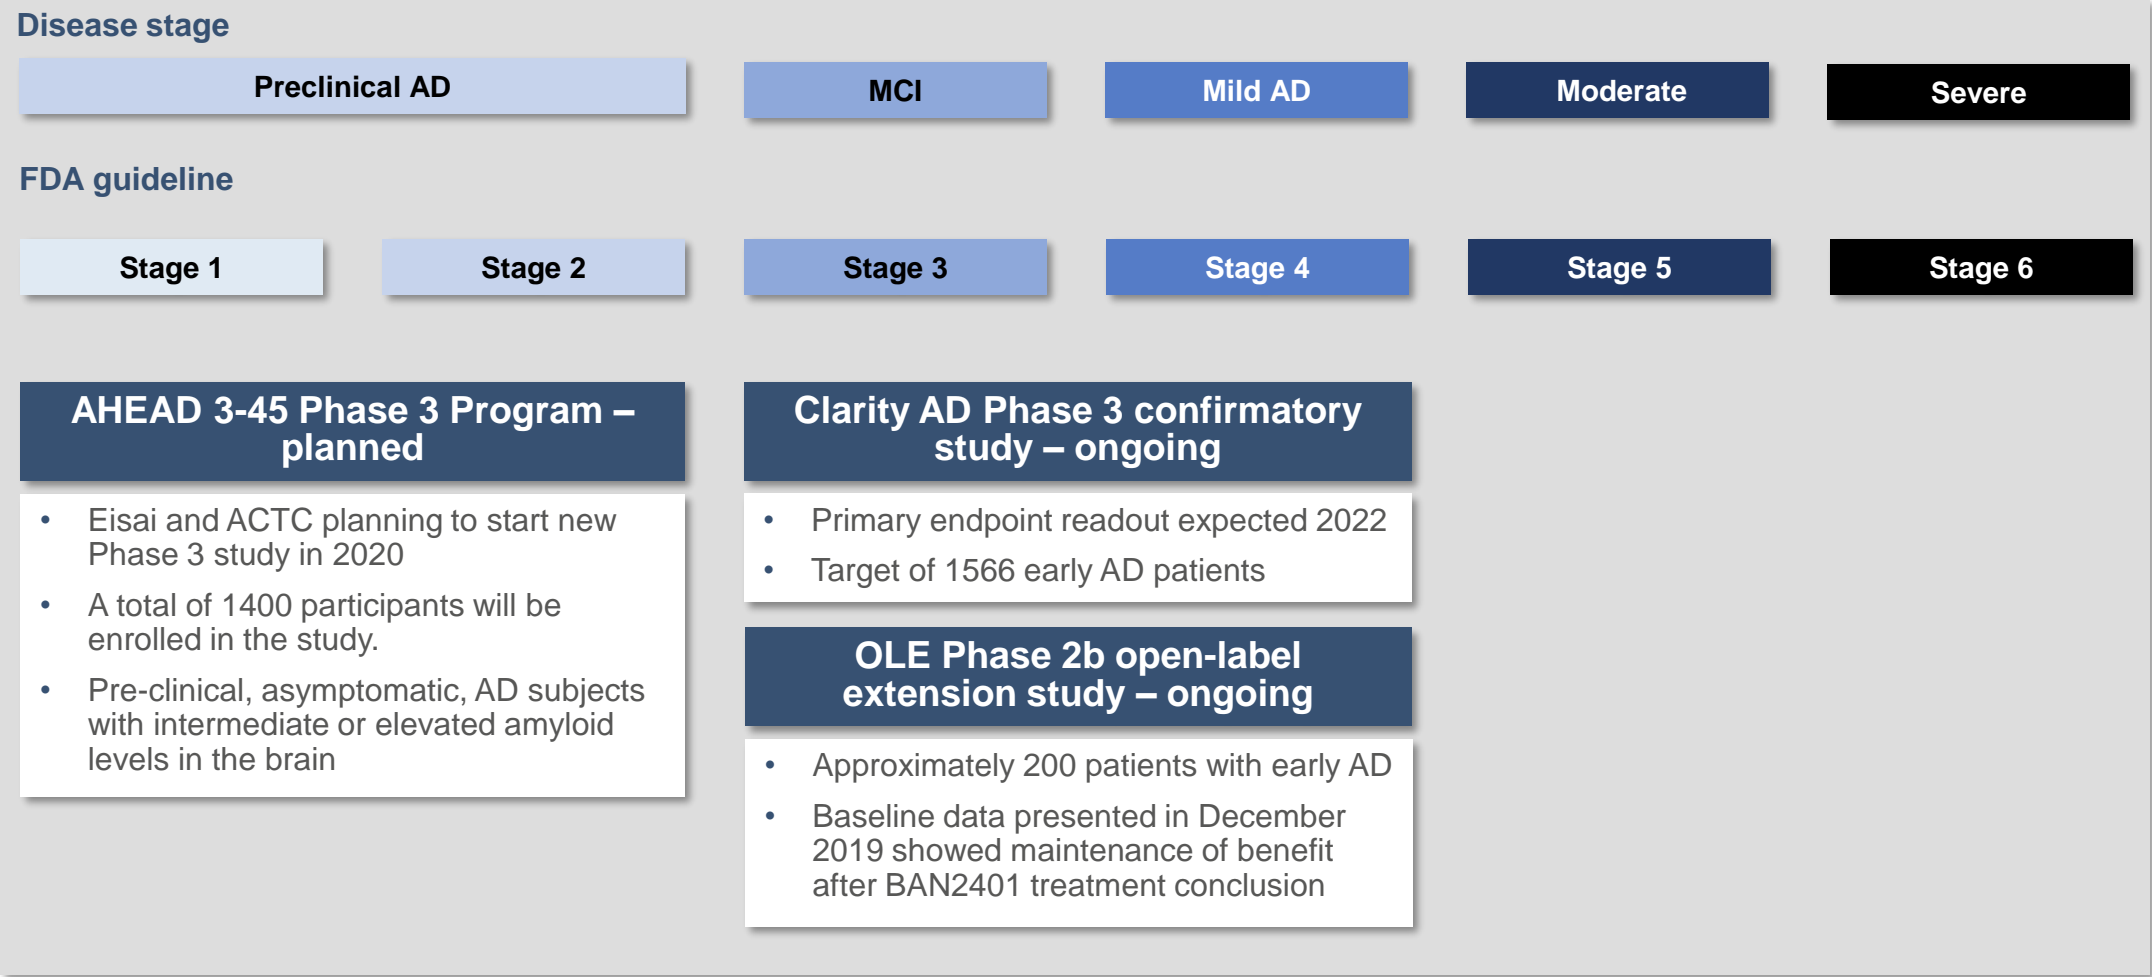 Disease stage
Preclinical AD
MCI
Mild AD
Moderate
Severe
FDA guideline
Stage 1
Stage 2
Stage 3
Stage 4
Stage 5
Stage 6
AHEAD 3-45 Phase 3 Program –
planned
• Eisai and ACTC planning to start new
Phase 3 study in 2020
• A total of 1400 participants will be
enrolled in the study.
• Pre-clinical, asymptomatic, AD subjects
with intermediate or elevated amyloid
levels in the brain
Clarity AD Phase 3 confirmatory
study – ongoing
• Primary endpoint readout expected 2022
• Target of 1566 early AD patients
OLE Phase 2b open-label
extension study – ongoing
• Approximately 200 patients with early AD
• Baseline data presented in December
2019 showed maintenance of benefit
after BAN2401 treatment conclusion